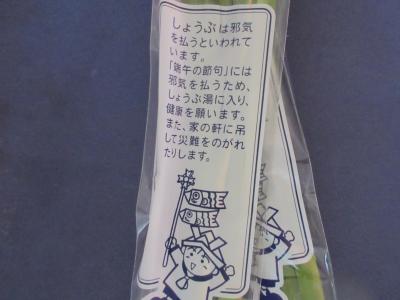 しょうぶは邪気
を払うといわれて
います。
「端午の節句」には
邪気を払うため、
しょうぶ湯に入り、
健康を願います。
また、家の軒に吊
して災難をのがれ
たりします。